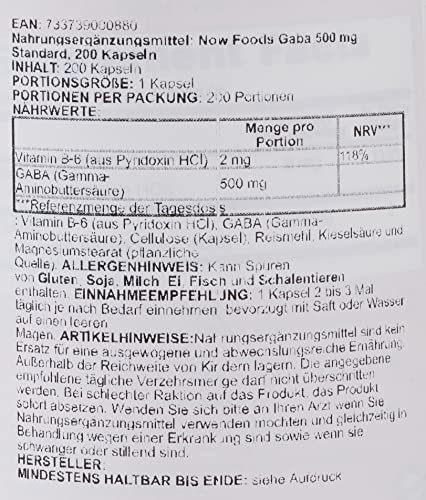 EAN: 733739000880
Nahrungsergänzungsmittel: Now Foods Gaba 500 mg
Standard, 200 Kapseln
INHALT: 200 Kapseln
PORTIONSGRÖßE: 1 Kapsel
PORTIONEN PER PACKUNG: 200 Portionen
NÄHRWERTE:
Menge pro Portion NRV***
Vitamin B-6 (aus Pyridoxin HCl) 2 mg 118%
GABA (Gamma-
Aminobuttersäure) 500 mg
***Referenzmenge der Tagesdosis
: Vitamin B-6 (aus Pyridoxin HCl), GABA (Gamma-
Aminobuttersäure), Cellulose (Kapsel), Reismehl, Kieselsäure und
Magnesiumstearat (pflanzliche
Quelle). ALLERGENHINWEIS: Kann Spuren
von Gluten, Soja, Milch, Ei, Fisch und Schalentieren
enthalten. EINNAHMEEMPFEHLUNG: 1 Kapsel 2 bis 3 Mal
täglich je nach Bedarf einnehmen, bevorzugt mit Saft oder Wasser
auf einen leeren
Magen. ARTIKELHINWEISE:Nahrungsergänzungsmittel sind kein
Ersatz für eine ausgewogene und abwechslungsreiche Ernährung.
Außerhalb der Reichweite von Kindern lagern. Die angegebene
empfohlene tägliche Verzehrsmenge darf nicht überschritten
werden. Bei schlechter Raktion auf das Produkt, das Produkt
sofort absetzen. Wenden Sie sich bitte an Ihren Arzt wenn Sie
Nahrungsergänzungsmittel verwenden möchten und gleichzeitig in
Behandlung wegen einer Erkrankung sind sowie wenn sie
schwanger oder stillend sind.
HERSTELLER:
MINDESTENS HALTBAR BIS ENDE: siehe Aufdruck